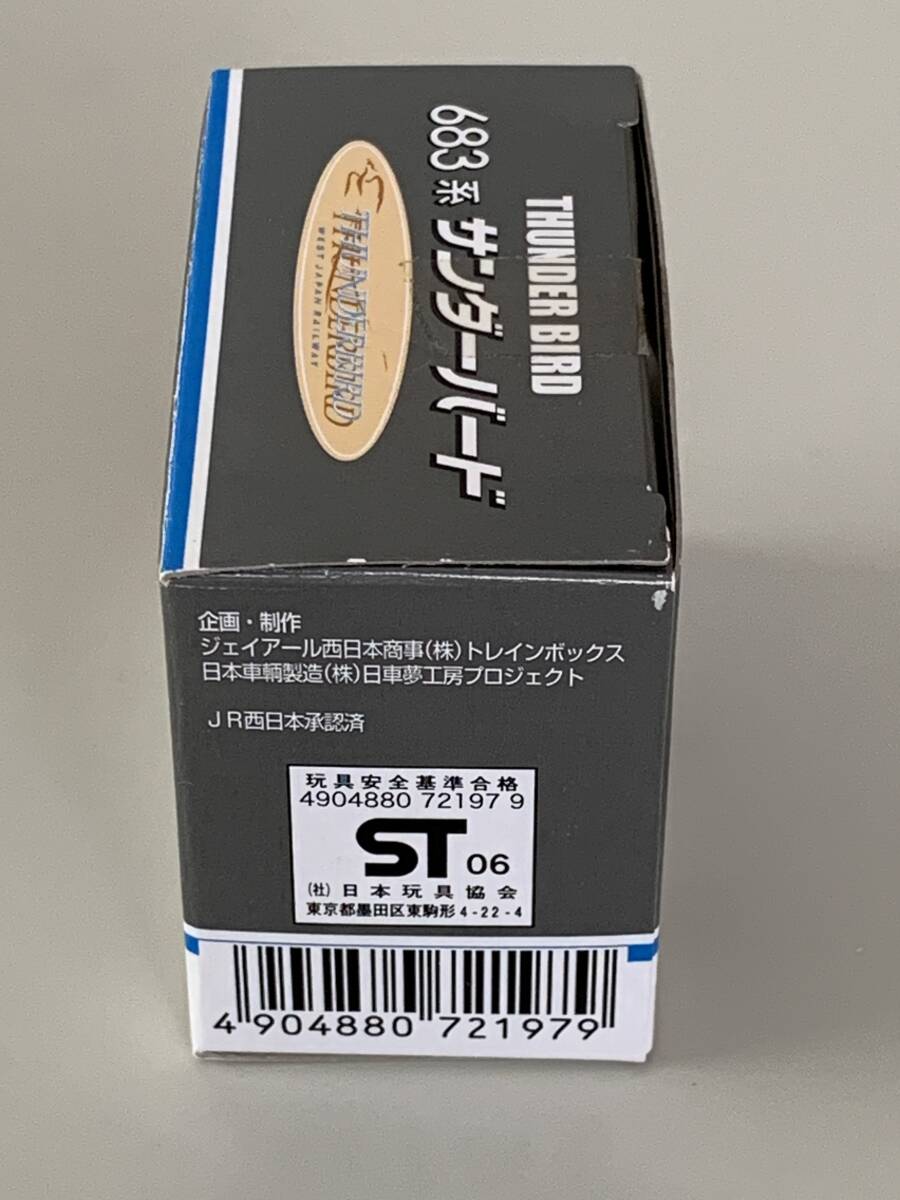 THUNDER BIRD
683系 サンダーバード
THUNDERBIRD
WEST JAPAN RAILWAY
企画・制作
ジェイアール西日本商事(株)トレインボックス
日本車輌製造(株)日車夢工房プロジェクト
JR西日本承認済
玩具安全基準合格
4904880 72197 9
ST 06
(社)日本玩具協会
東京都墨田区東駒形4-22-4
4 904880 721979